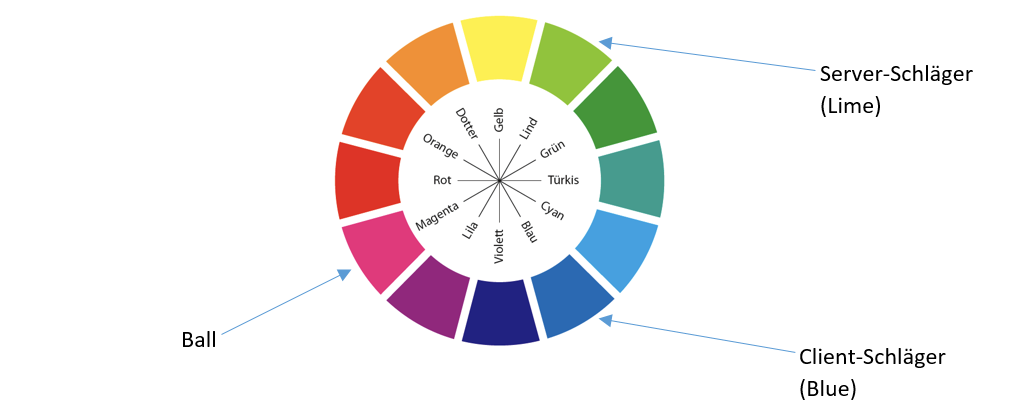 Server-Schläger
(Lime)
Gelb
Lind
Grün
Türkis
Cyan
Blau
Violett
Lila
Magenta
Rot
Orange
Dotter
Ball
Client-Schläger
(Blue)